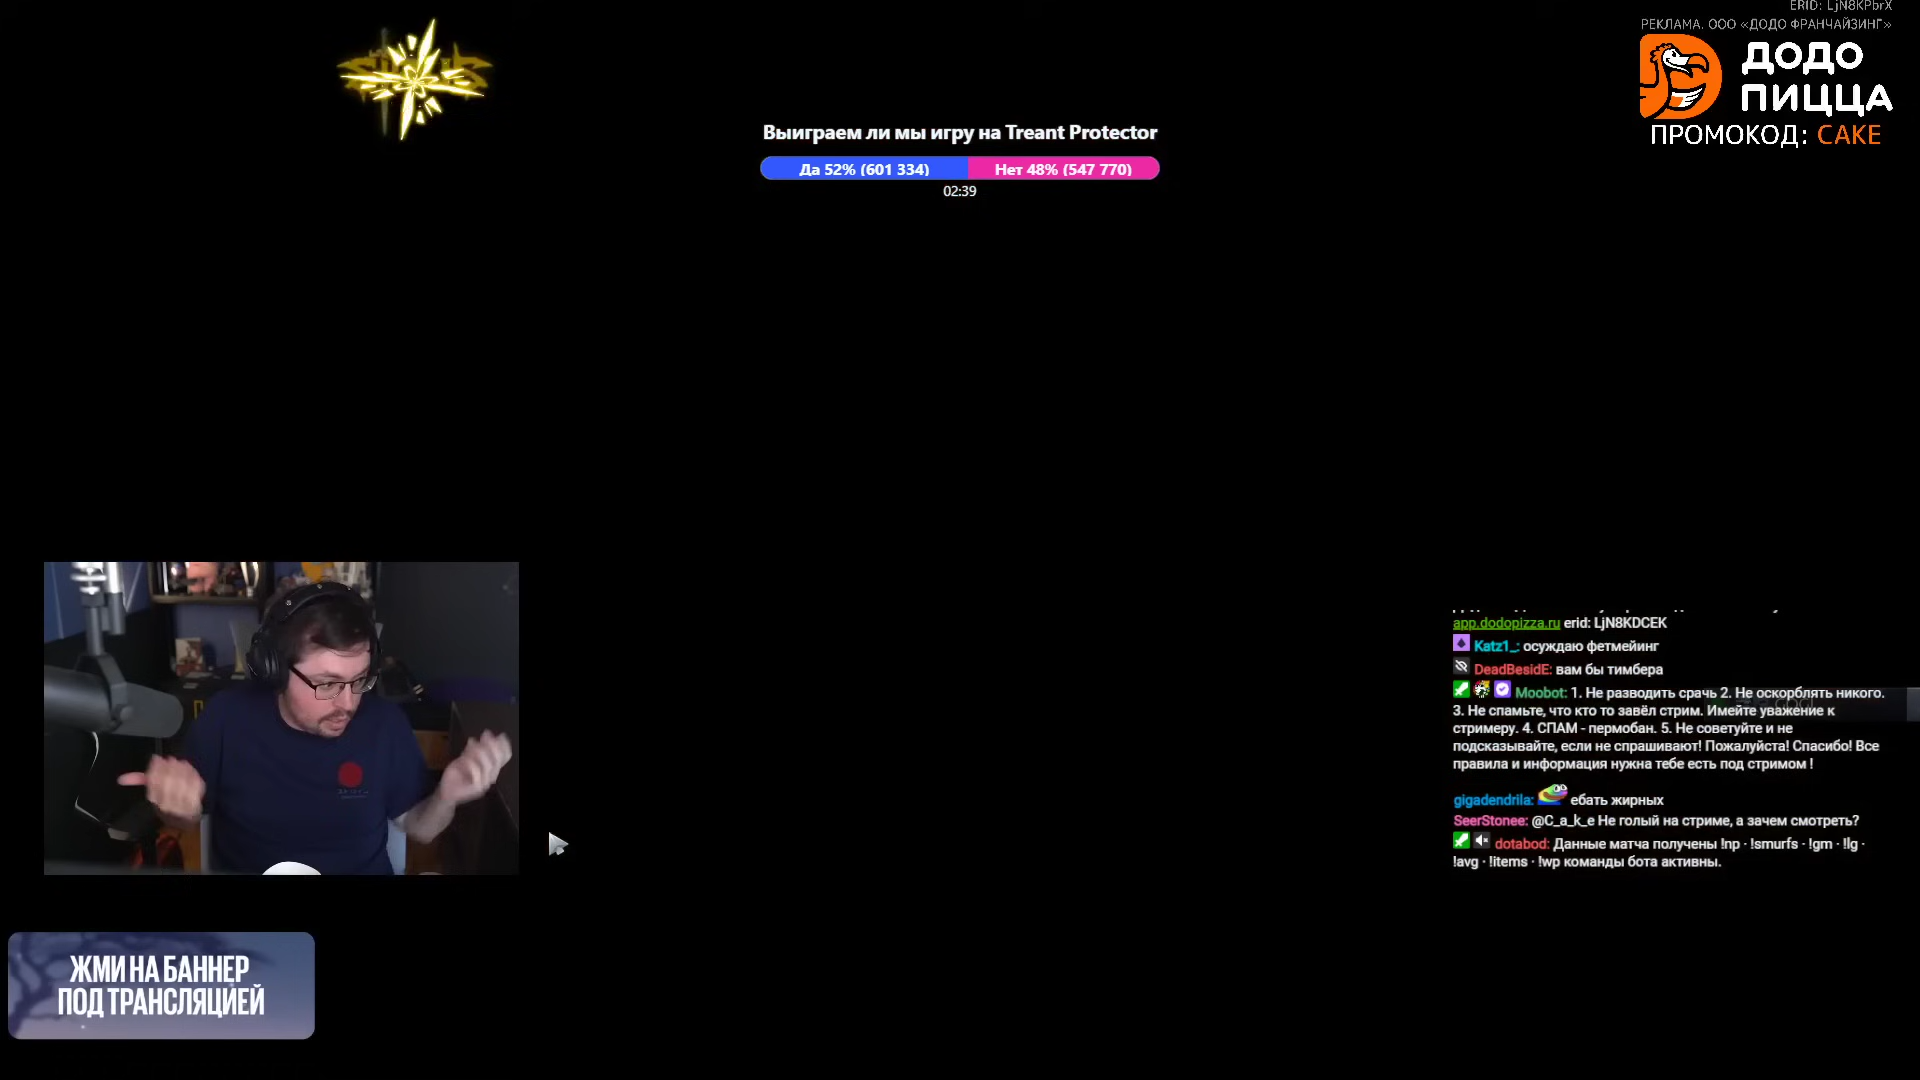 ERID: LjN8KPbrX
РЕКЛАМА. ООО «ДОДО ФРАНЧАЙЗИНГ»
ДОДО
ПИЦЦА
ПРОМОКОД: CAKE
Выиграем ли мы игру на Treant Protector
Да 52% (601 334) Нет 48% (547 770)
02:39
app.dodopizza.ru erid: LjN8KDCEK
Katz1_: осуждаю фетмейинг
DeadBesidE: вам бы тимбера
Moobot: 1. Не разводить срачь 2. Не оскорблять никого.
3. Не спамьте, что кто то завёл стрим. Имейте уважение к
стримеру. 4. СПАМ - пермобан. 5. Не советуйте и не
подсказывайте, если не спрашивают! Пожалуйста! Спасибо! Все
правила и информация нужна тебе есть под стримом !
gigadendrila: ебать жирных
SeerStonee: @C_a_k_e Не голый на стриме, а зачем смотреть?
dotabod: Данные матча получены !np · !smurfs · !gm · !lg ·
!avg · !items · !wp команды бота активны.
ЖМИ НА БАННЕР
ПОД ТРАНСЛЯЦИЕЙ